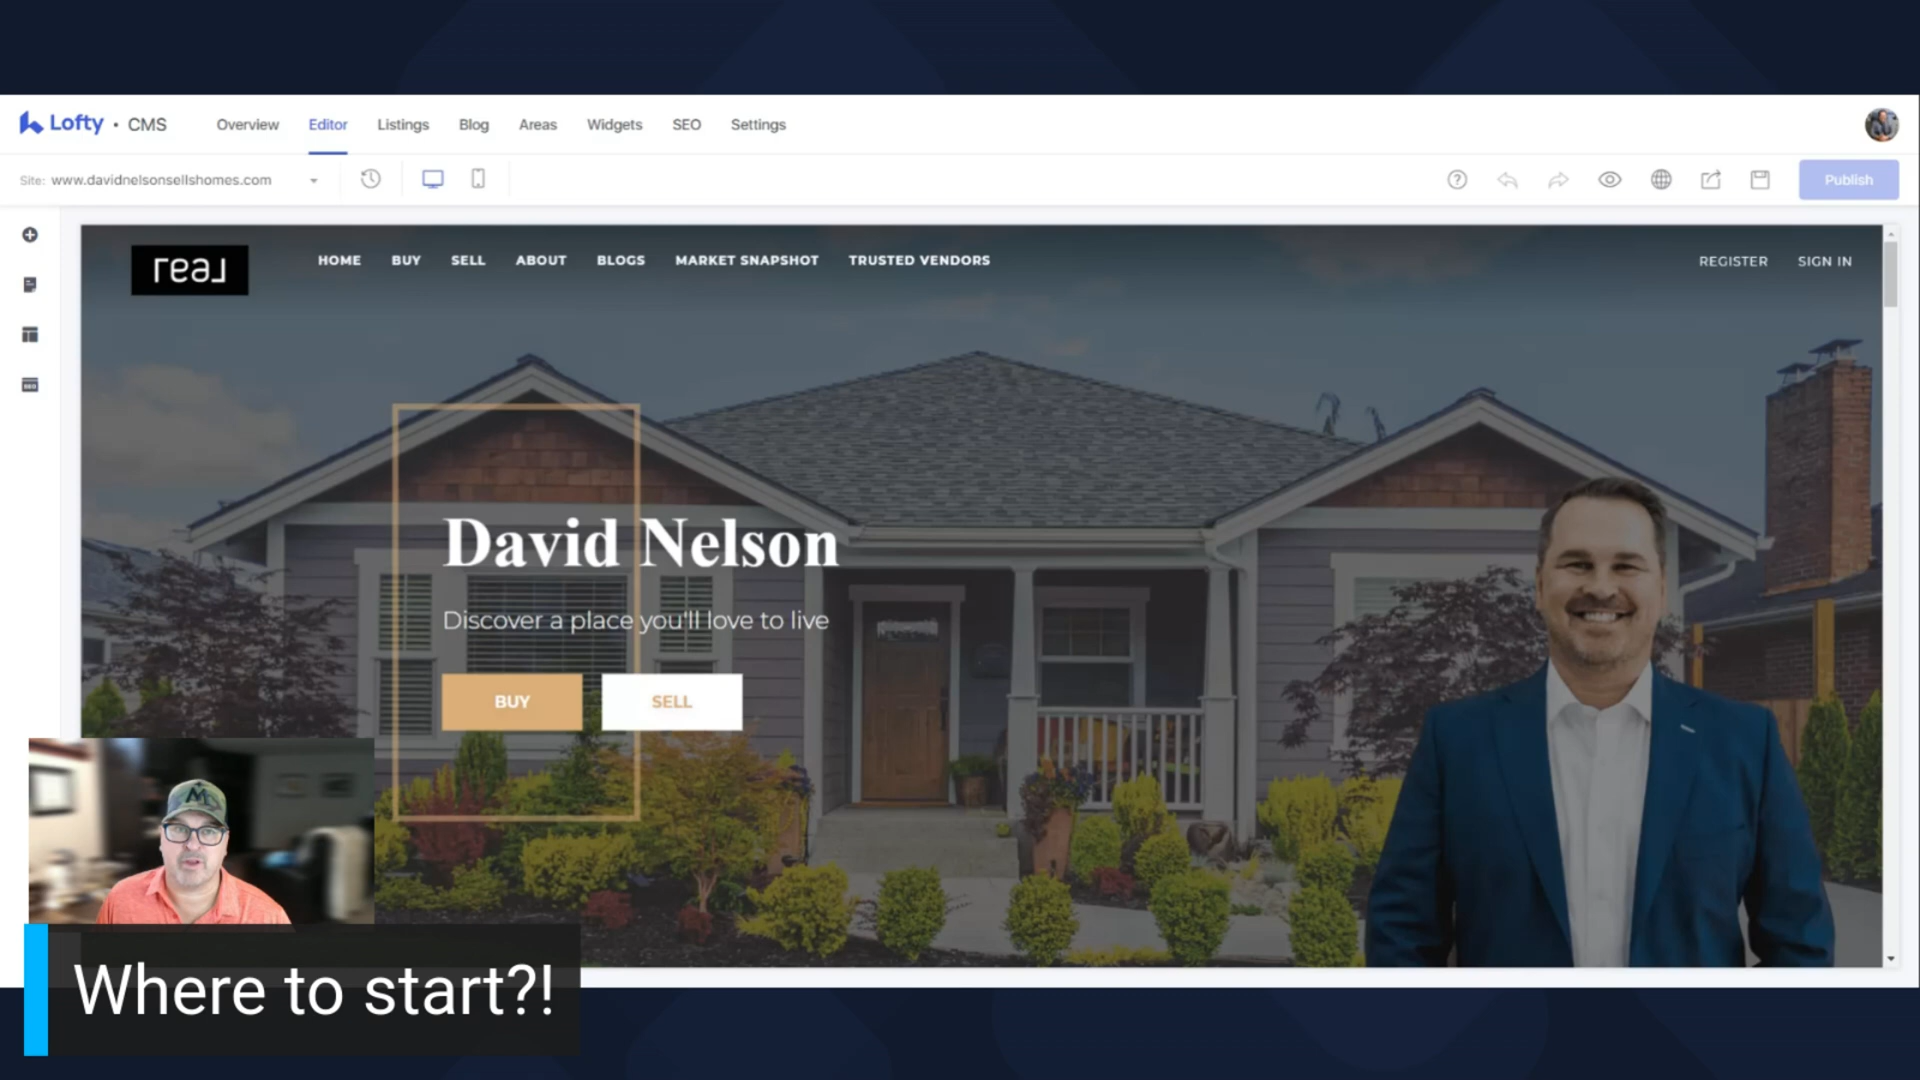 Lofty • CMS
Overview
Editor
Listings
Blog
Areas
Widgets
SEO
Settings
Site: www.davidnelsonsellshomes.com
Publish
real
HOME
BUY
SELL
ABOUT
BLOGS
MARKET SNAPSHOT
TRUSTED VENDORS
REGISTER
SIGN IN
David Nelson
Discover a place you'll love to live
BUY
SELL
M
Where to start?!